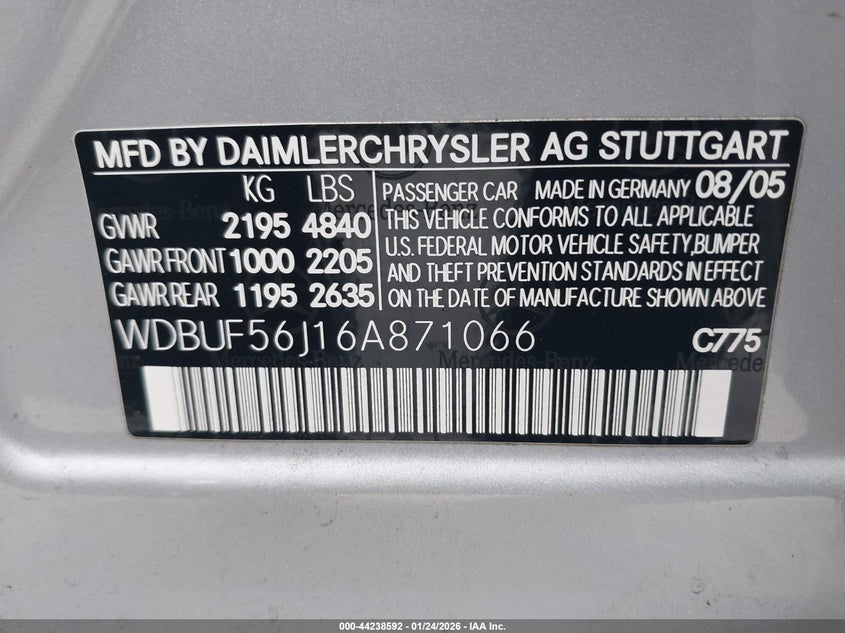 MFD BY DAIMLERCHRYSLER AG STUTTGART
KG LBS
GVWR 2195 4840
GAWR FRONT 1000 2205
GAWR REAR 1195 2635
PASSENGER CAR MADE IN GERMANY 08/05
THIS VEHICLE CONFORMS TO ALL APPLICABLE
U.S. FEDERAL MOTOR VEHICLE SAFETY, BUMPER
AND THEFT PREVENTION STANDARDS IN EFFECT
ON THE DATE OF MANUFACTURE SHOWN ABOVE
WDBUF56J16A871066 C775
Mercedes-Benz
000-44238592 - 01/24/2026 - IAA Inc.